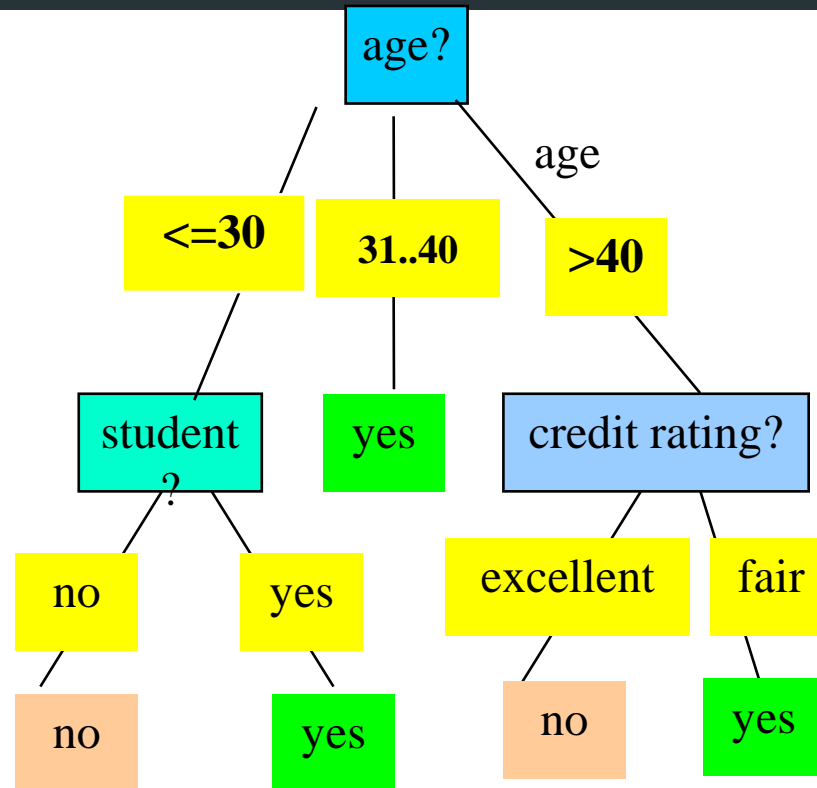 age?
age
<=30
31..40
>40
student
?
yes
credit rating?
no
yes
excellent
fair
no
yes
no
yes